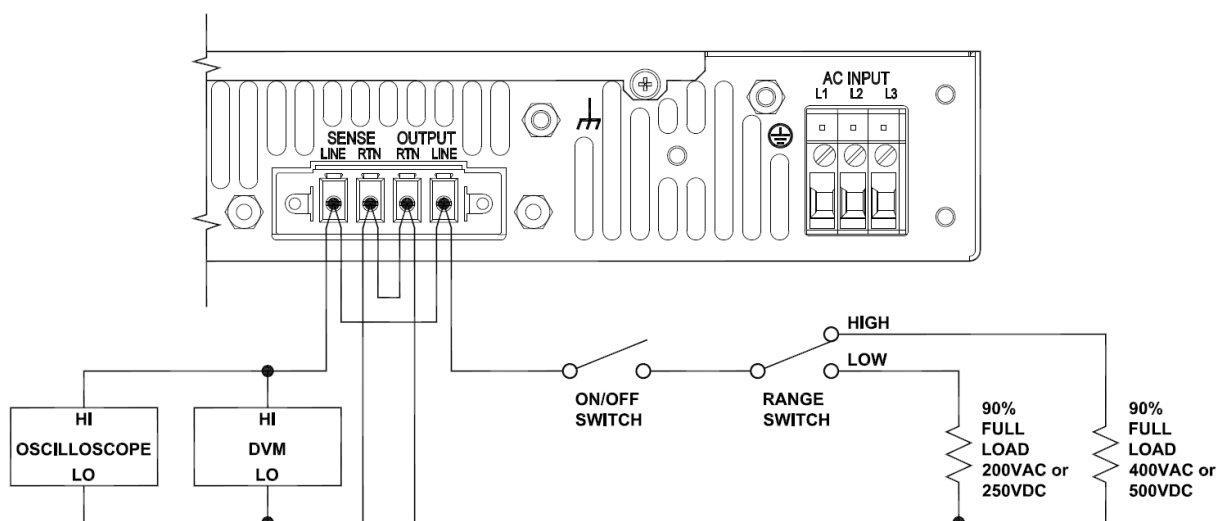 AC INPUT
L1 L2 L3
SENSE OUTPUT
LINE RTN RTN LINE
HIGH
LOW
ON/OFF
SWITCH
RANGE
SWITCH
HI
OSCILLOSCOPE
LO
HI
DVM
LO
90%
FULL
LOAD
200VAC or
250VDC
90%
FULL
LOAD
400VAC or
500VDC